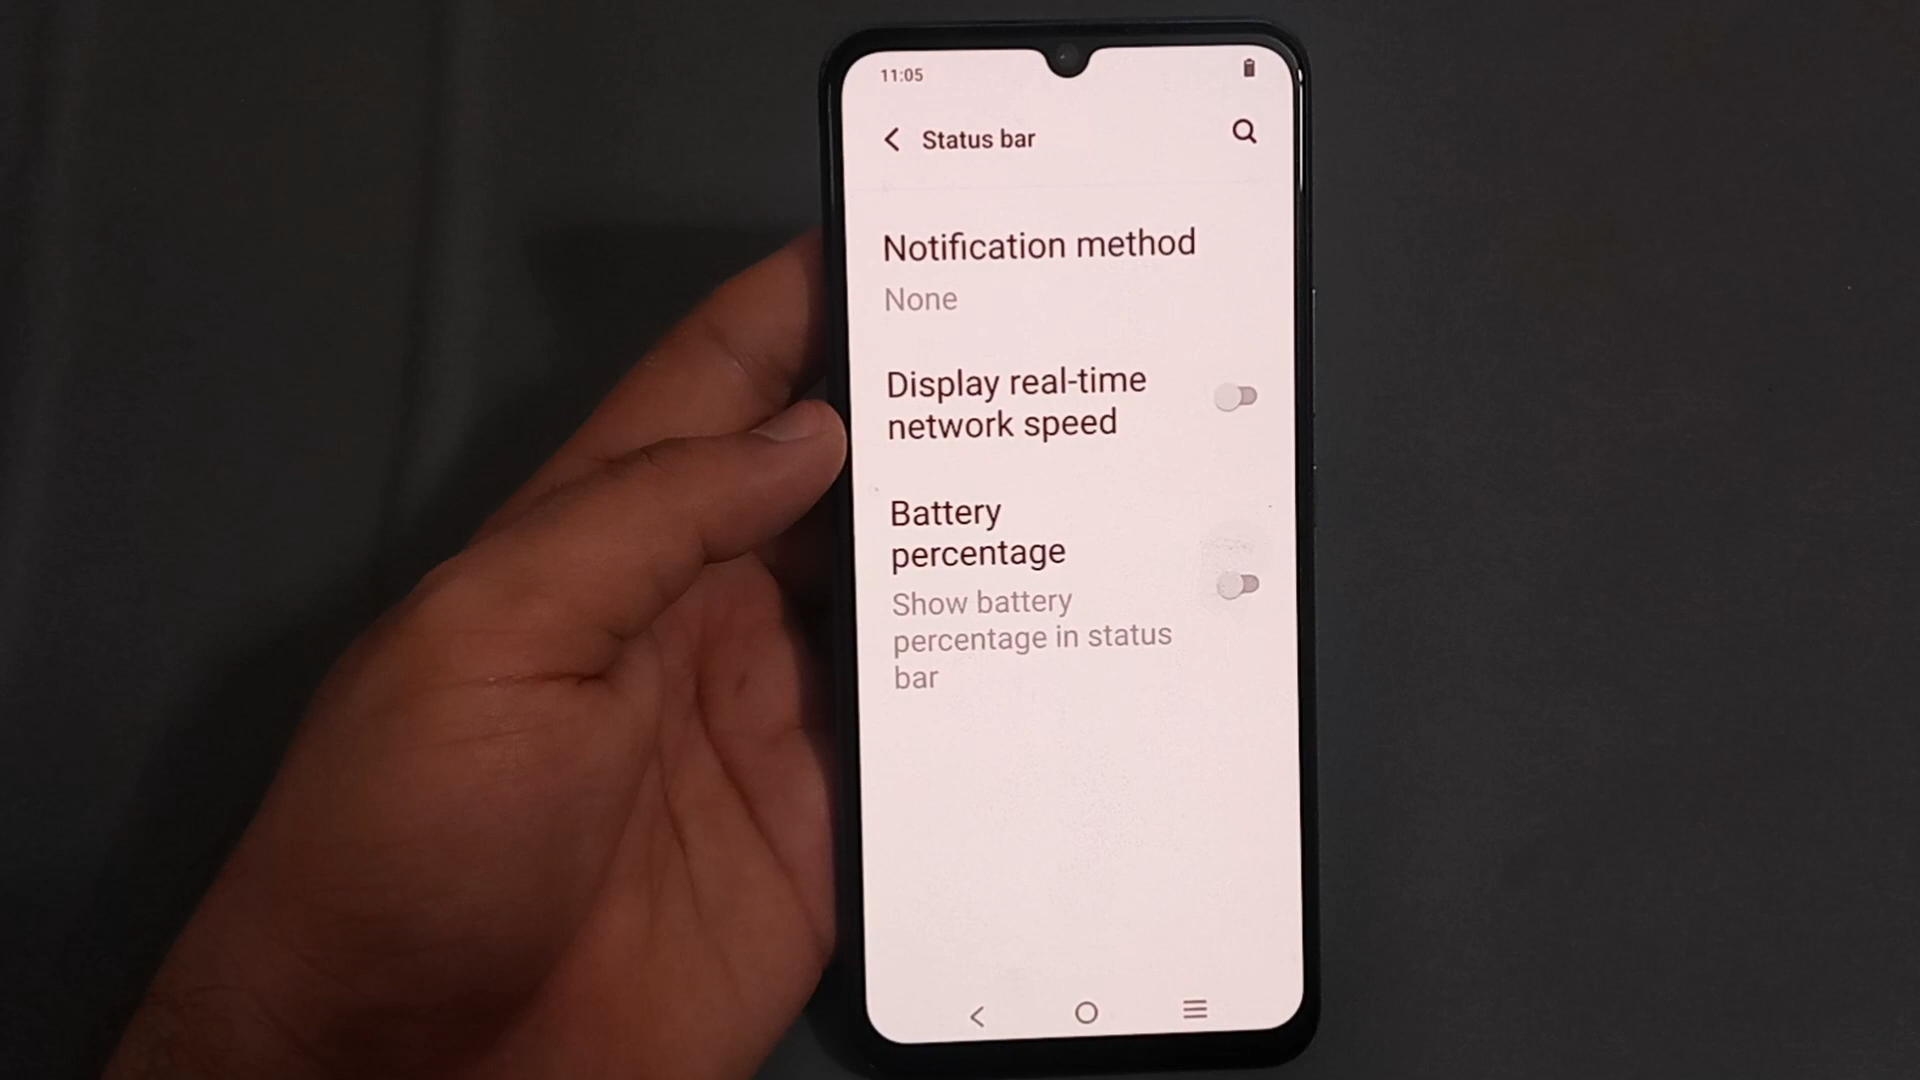 11:05
Status bar
Notification method
None
Display real-time
network speed
Battery
percentage
Show battery
percentage in status
bar